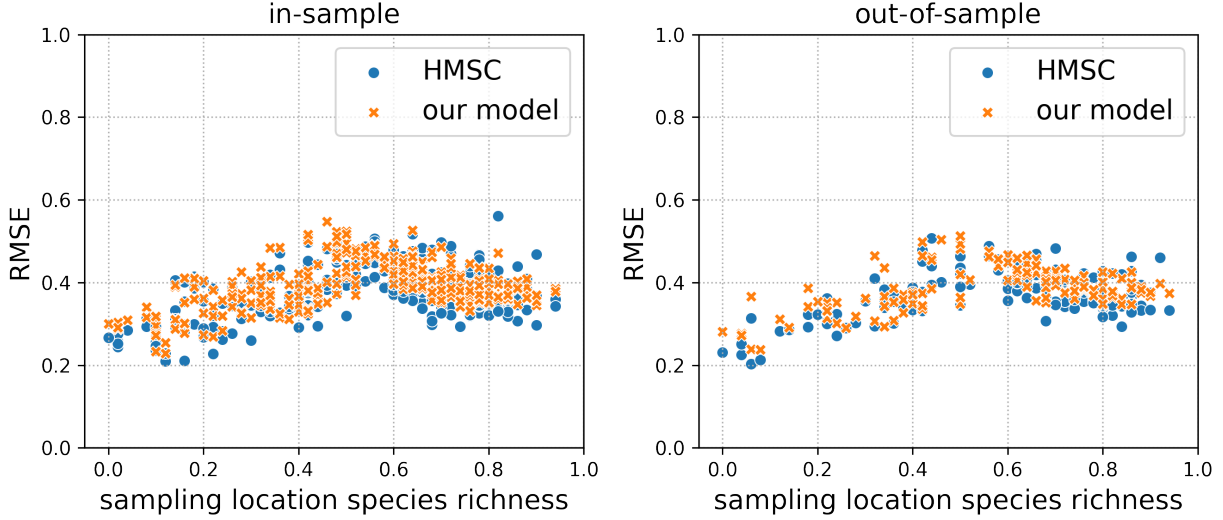 in-sample
1.0
0.8
0.6
0.4
0.2
0.0
RMSE
HMSC
our model
0.0 0.2 0.4 0.6 0.8 1.0
sampling location species richness
out-of-sample
1.0
0.8
0.6
0.4
0.2
0.0
RMSE
HMSC
our model
0.0 0.2 0.4 0.6 0.8 1.0
sampling location species richness